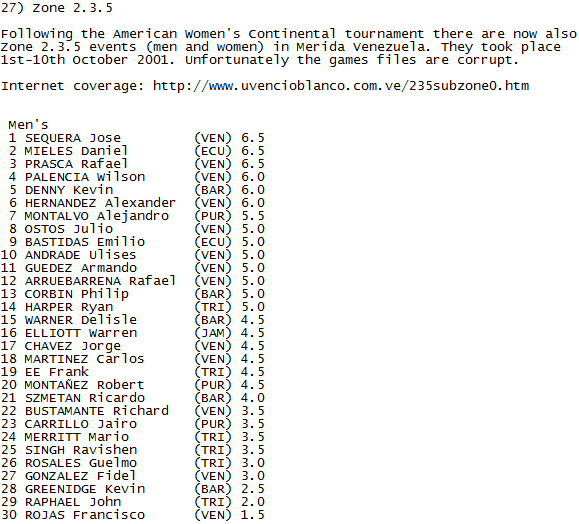 27) Zone 2.3.5
Following the American Women's Continental tournament there are now also
Zone 2.3.5 events (men and women) in Merida Venezuela. They took place
1st-10th October 2001. Unfortunately the games files are corrupt.
Internet coverage: http://www.uvencioblanco.com.ve/235subzone0.htm
Men's
1 SEQUERA Jose (VEN) 6.5
2 MIELES Daniel (ECU) 6.5
3 PRASCA Rafael (VEN) 6.5
4 PALENCIA Wilson (VEN) 6.0
5 DENNY Kevin (BAR) 6.0
6 HERNANDEZ Alexander (VEN) 6.0
7 MONTALVO Alejandro (PUR) 5.5
8 OSTOS Julio (VEN) 5.0
9 BASTIDAS Emilio (ECU) 5.0
10 ANDRADE Ulises (VEN) 5.0
11 GUEDEZ Armando (VEN) 5.0
12 ARRUEBARRENA Rafael (VEN) 5.0
13 CORBIN Philip (BAR) 5.0
14 HARPER Ryan (TRI) 5.0
15 WARNER Delisle (BAR) 4.5
16 ELLIOTT Warren (JAM) 4.5
17 CHAVEZ Jorge (VEN) 4.5
18 MARTINEZ Carlos (VEN) 4.5
19 EE Frank (TRI) 4.5
20 MONTAÑEZ Robert (PUR) 4.5
21 SZMETAN Ricardo (BAR) 4.0
22 BUSTAMANTE Richard (VEN) 3.5
23 CARRILLO Jairo (PUR) 3.5
24 MERRITT Mario (TRI) 3.5
25 SINGH Ravishen (TRI) 3.5
26 ROSALES Guelmo (TRI) 3.0
27 GONZALEZ Fidel (VEN) 3.0
28 GREENIDGE Kevin (BAR) 2.5
29 RAPHAEL John (TRI) 2.0
30 ROJAS Francisco (VEN) 1.5